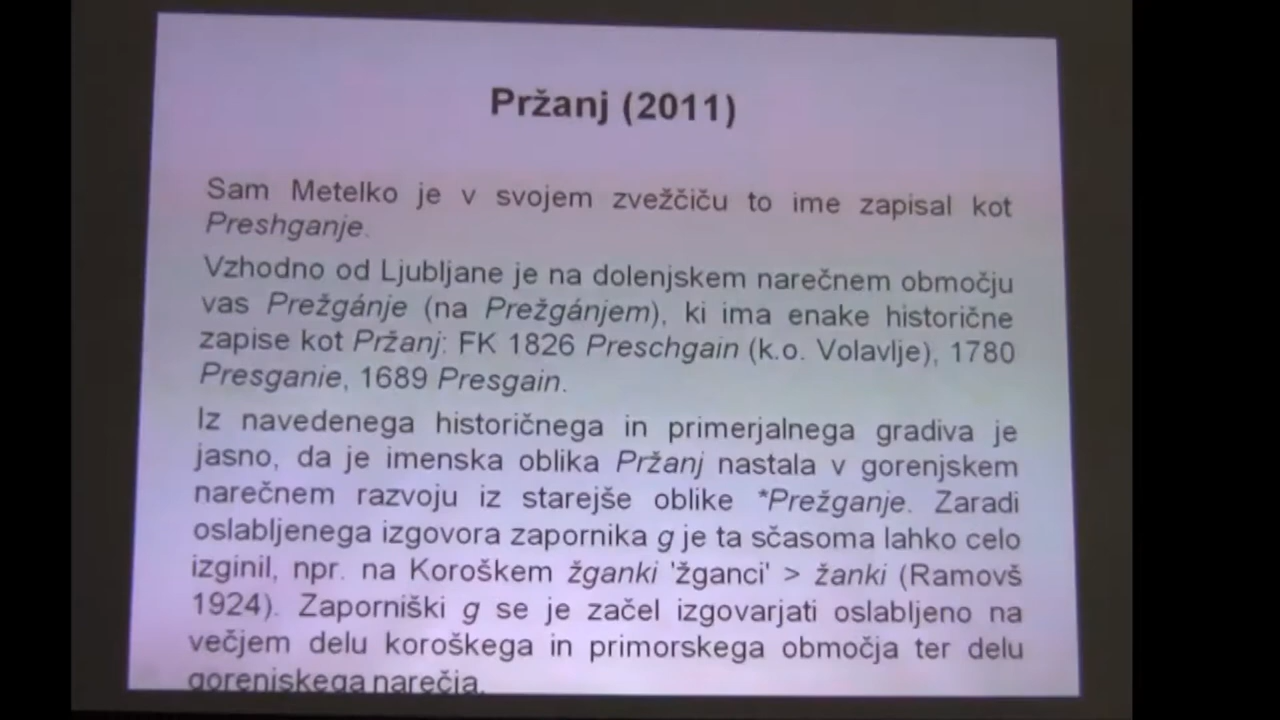 Pržanj (2011)
Sam Metelko je v svojem zvežčiču to ime zapisal kot
Preshganje.
Vzhodno od Ljubljane je na dolenjskem narečnem območju
vas Prežgánje (na Prežgánjem), ki ima enake historične
zapise kot Pržanj: FK 1826 Preschgain (k.o. Volavlje), 1780
Presganie, 1689 Presgain.
Iz navedenega historičnega in primerjalnega gradiva je
jasno, da je imenska oblika Pržanj nastala v gorenjskem
narečnem razvoju iz starejše oblike *Prežganje. Zaradi
oslabljenega izgovora zapornika g je ta sčasoma lahko celo
izginil, npr. na Koroškem žganki 'žganci' > žanki (Ramovš
1924). Zaporniški g se je začel izgovarjati oslabljeno na
večjem delu koroškega in primorskega območja ter delu
gorenjskega narečja.